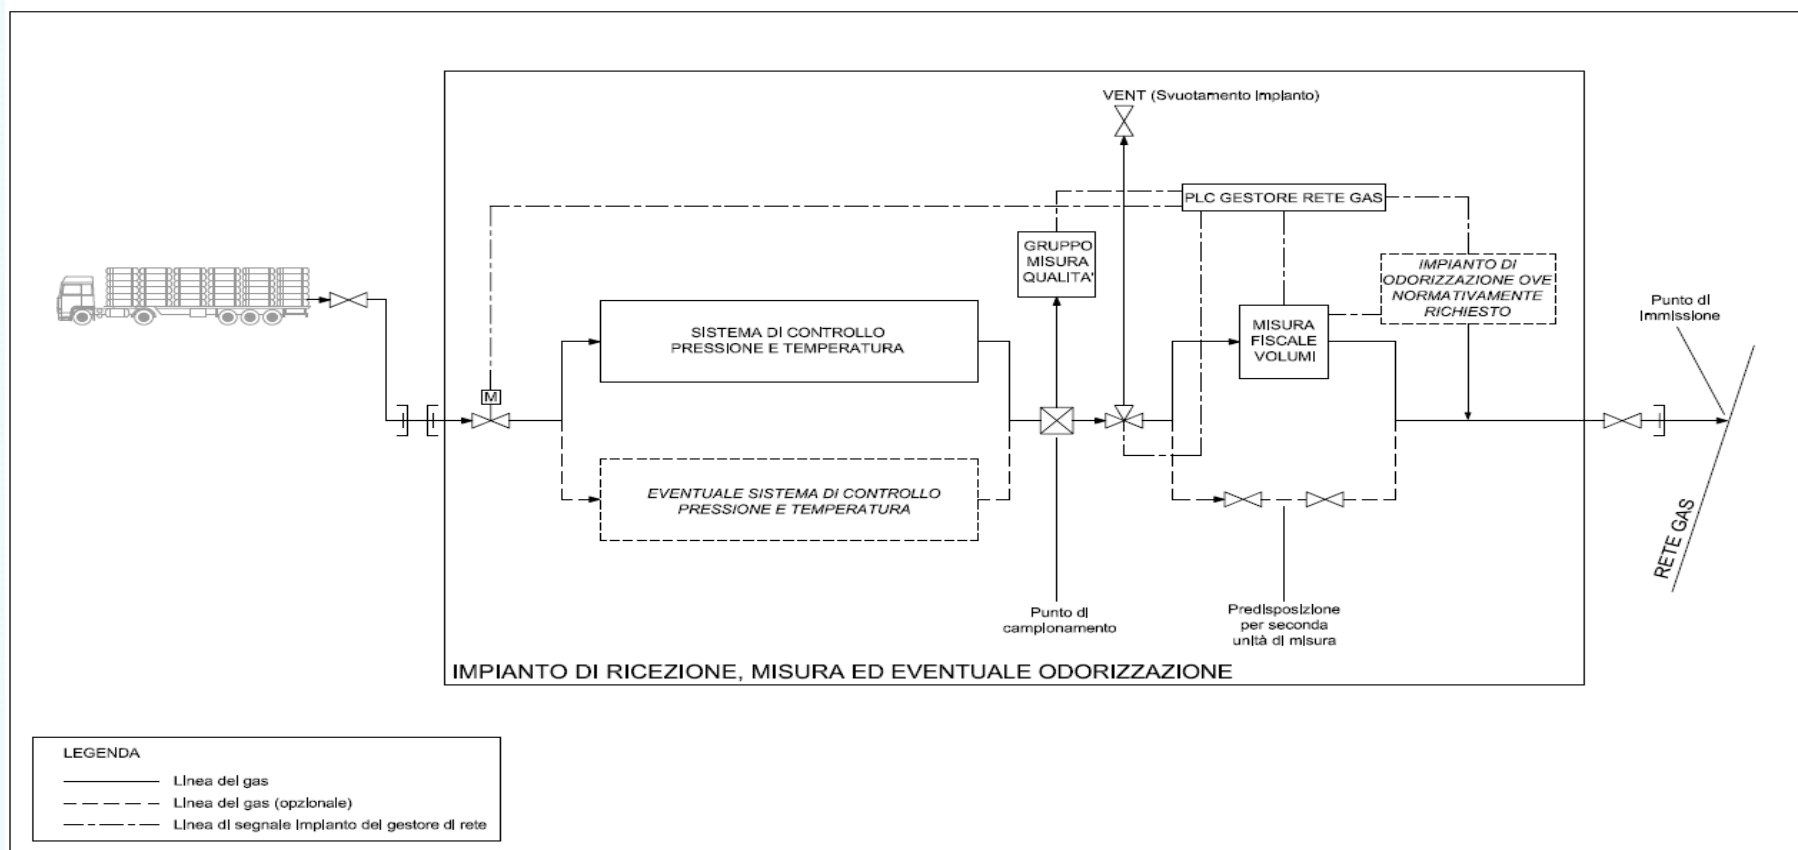 VENT (Svuotamento impianto)
PLC GESTORE RETE GAS
GRUPPO
MISURA
QUALITA'
IMPIANTO DI
ODORIZZAZIONE OVE
NORMATIVAMENTE
RICHIESTO
Punto di
immissione
SISTEMA DI CONTROLLO
PRESSIONE E TEMPERATURA
MISURA
FISCALE
VOLUMI
M
EVENTUALE SISTEMA DI CONTROLLO
PRESSIONE E TEMPERATURA
RETE GAS
Punto di
campionamento
Predisposizione
per seconda
unità di misura
IMPIANTO DI RICEZIONE, MISURA ED EVENTUALE ODORIZZAZIONE
LEGENDA
Linea del gas
Linea del gas (opzionale)
Linea di segnale impianto del gestore di rete